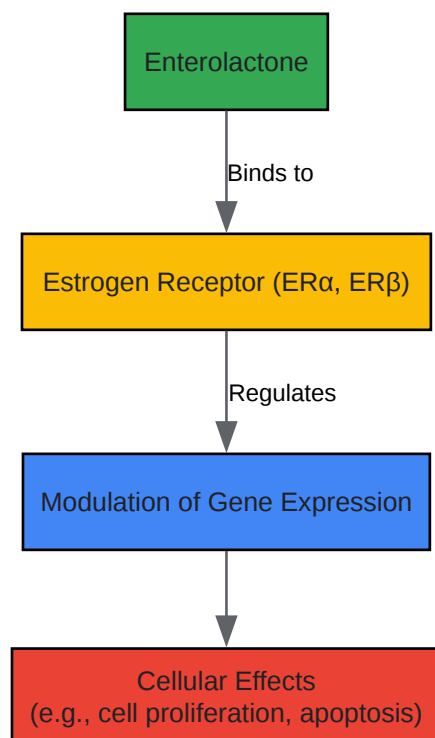 Enterolactone
Binds to
Estrogen Receptor (ERα, ERβ)
Regulates
Modulation of Gene Expression
Cellular Effects
(e.g., cell proliferation, apoptosis)